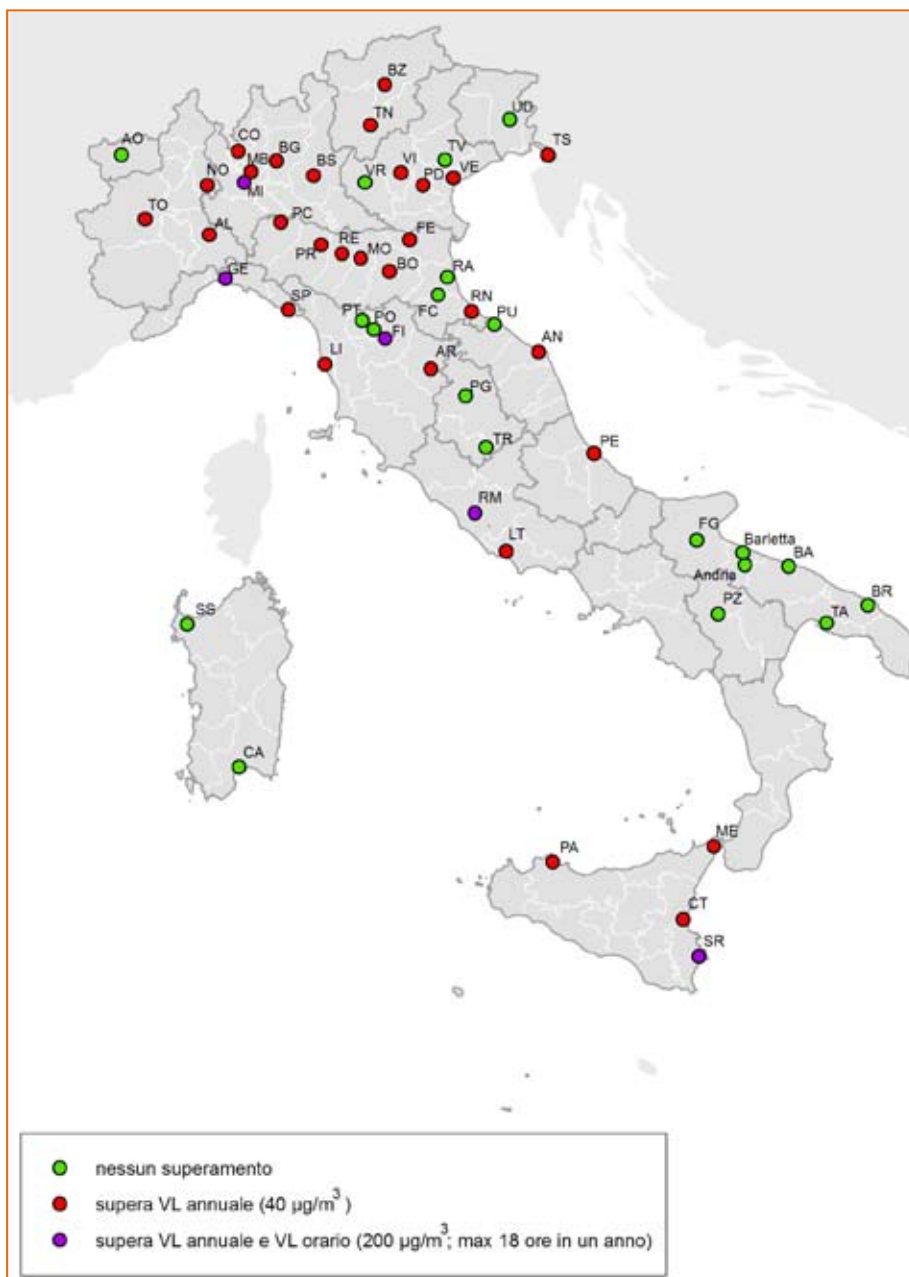 BZ
TN
UD
AO
CO
TV
TS
MB
BG
BS
VR
VI
VE
NO
MI
PD
TO
AL
PC
FE
PR
RE
MO
BO
RA
GE
SP
FC
RN
PT
PO
FI
PU
LI
AR
AN
PG
TR
PE
RM
LT
FG
Barletta
Andria
BA
SS
PZ
TA
BR
CA
PA
ME
CT
SR
nessun superamento
supera VL annuale (40 µg/m³ )
supera VL annuale e VL orario (200 µg/m³; max 18 ore in un anno)